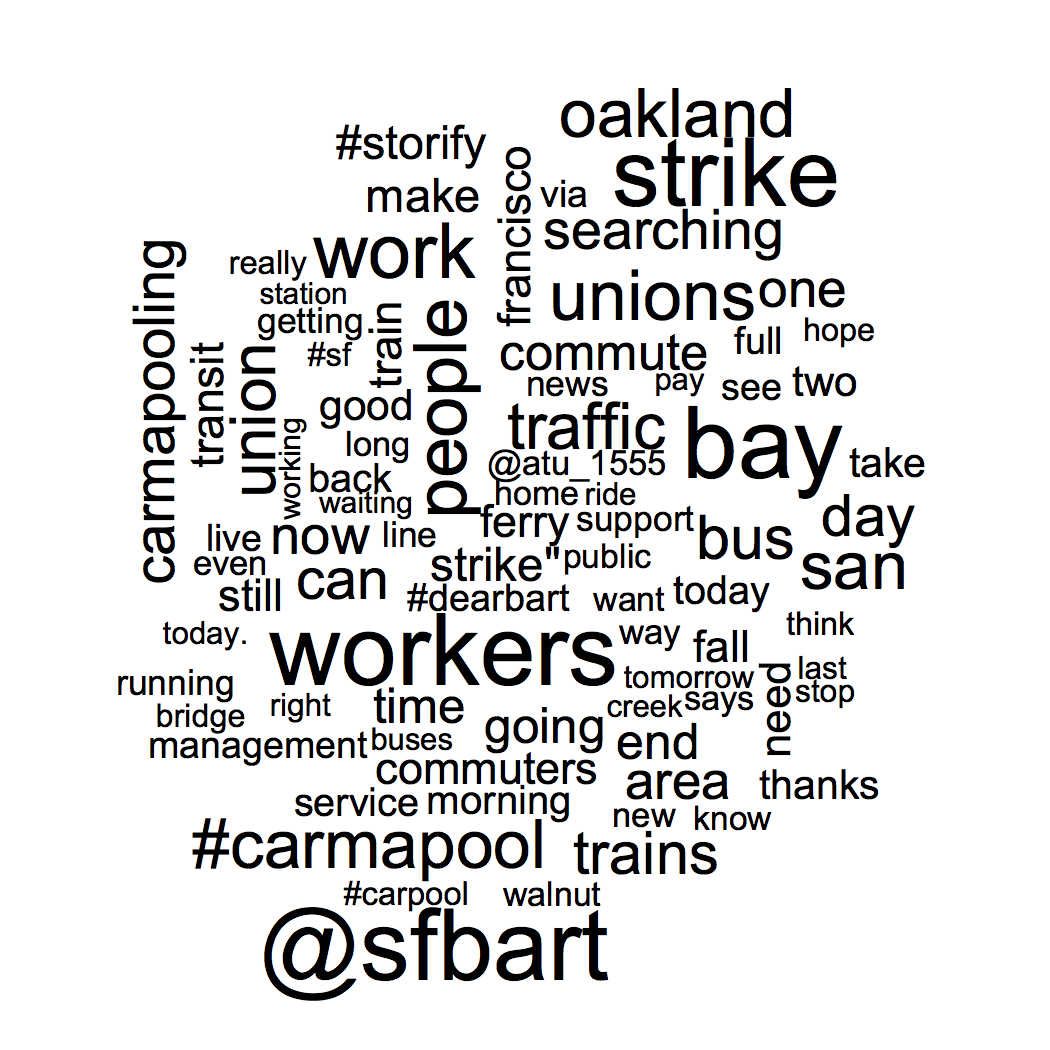 oakland
#storify
strike
francisco
make
via
searching
work
really
carmapooling
station
unions
one
people
getting.
train
hope
full
#sf
transit
union
commute
news
pay
see
two
good
traffic
bay
working
long
@atu_1555
take
back
home
ride
waiting
day
ferry
support
bus
live
now
line
strike"
public
san
even
can
still
#dearbart
want
today
today.
workers
way
fall
think
running
tomorrow
need
last
right
time
creek
says
stop
bridge
going
management
buses
end
commuters
area
thanks
service
morning
new
know
#carmapool
trains
#carpool
walnut
@sfbart